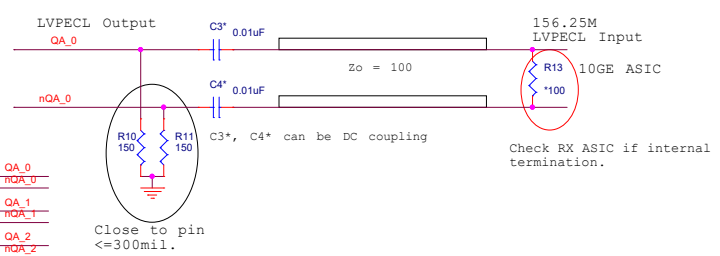 LVPECL Output
QA_0
C3* 0.01uF
156.25M
LVPECL Input
Zo = 100
R13
*100
10GE ASIC
C4* 0.01uF
nQA_0
R10
150
R11
150
C3*, C4* can be DC coupling
Check RX ASIC if internal
termination.
QA_0
nQA_0
QA_1
nQA_1
QA_2
nQA_2
Close to pin
<=300mil.